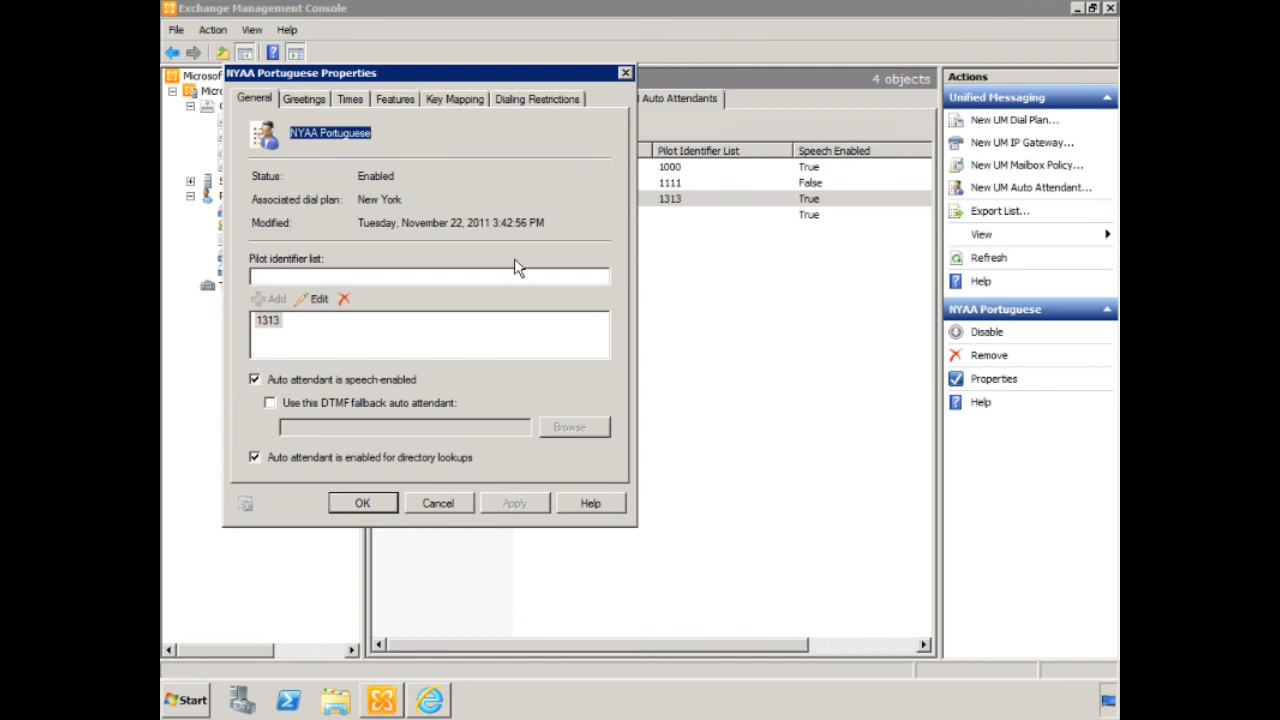 Exchange Management Console
File Action View Help
Microsof
Micro
NYAA Portuguese Properties
General Greetings Times Features Key Mapping Dialing Restrictions
NYAA Portuguese
Status: Enabled
Associated dial plan: New York
Modified: Tuesday, November 22, 2011 3:42:56 PM
Pilot identifier list:
Add Edit
1313
Auto attendant is speech-enabled
Use this DTMF fallback auto attendant:
Browse...
Auto attendant is enabled for directory lookups
OK Cancel Apply Help
4 objects
Auto Attendants
Pilot Identifier List Speech Enabled
1000 True
1111 False
1313 True
True
Actions
Unified Messaging
New UM Dial Plan...
New UM IP Gateway...
New UM Mailbox Policy...
New UM Auto Attendant...
Export List...
View
Refresh
Help
NYAA Portuguese
Disable
Remove
Properties
Help
Start